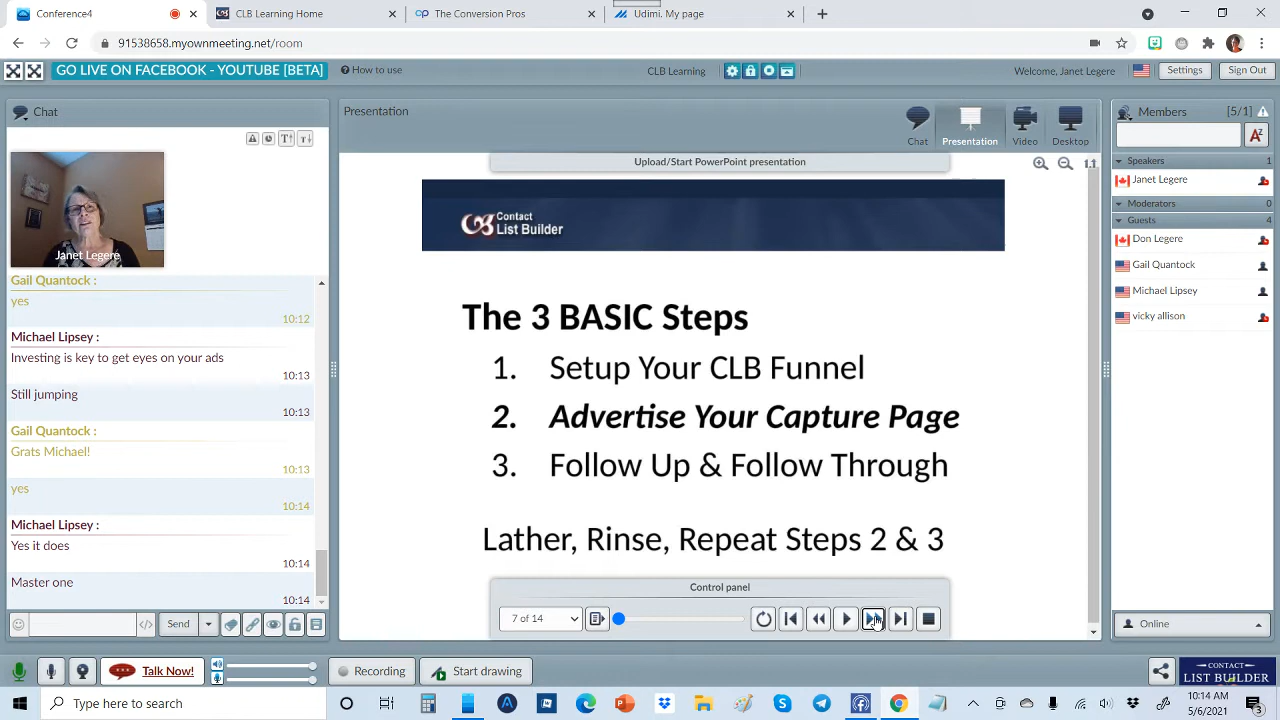 Conference4
CLB Learning Home
The Conversion Pros
Udimi. My page
91538658.myownmeeting.net/room
GO LIVE ON FACEBOOK - YOUTUBE [BETA]
How to use
CLB Learning
Welcome, Janet Legere
Settings
Sign Out
Chat
Janet Legere
Gail Quantock :
yes
10:12
Michael Lipsey :
Investing is key to get eyes on your ads
10:13
Still jumping
10:13
Gail Quantock :
Grats Michael!
10:13
yes
10:14
Michael Lipsey :
Yes it does
10:14
Master one
10:14
Send
Presentation
Chat
Presentation
Video
Desktop
Upload/Start PowerPoint presentation
1:1
Contact
List Builder
The 3 BASIC Steps
1. Setup Your CLB Funnel
2. Advertise Your Capture Page
3. Follow Up & Follow Through
Lather, Rinse, Repeat Steps 2 & 3
Control panel
7 of 14
Members
[5/1]
Speakers 1
Janet Legere
Moderators 0
Guests 4
Don Legere
Gail Quantock
Michael Lipsey
vicky allison
Online
Talk Now!
Recording
Start drawing
CONTACT
LIST BUILDER
Type here to search
10:14 AM
5/6/2021